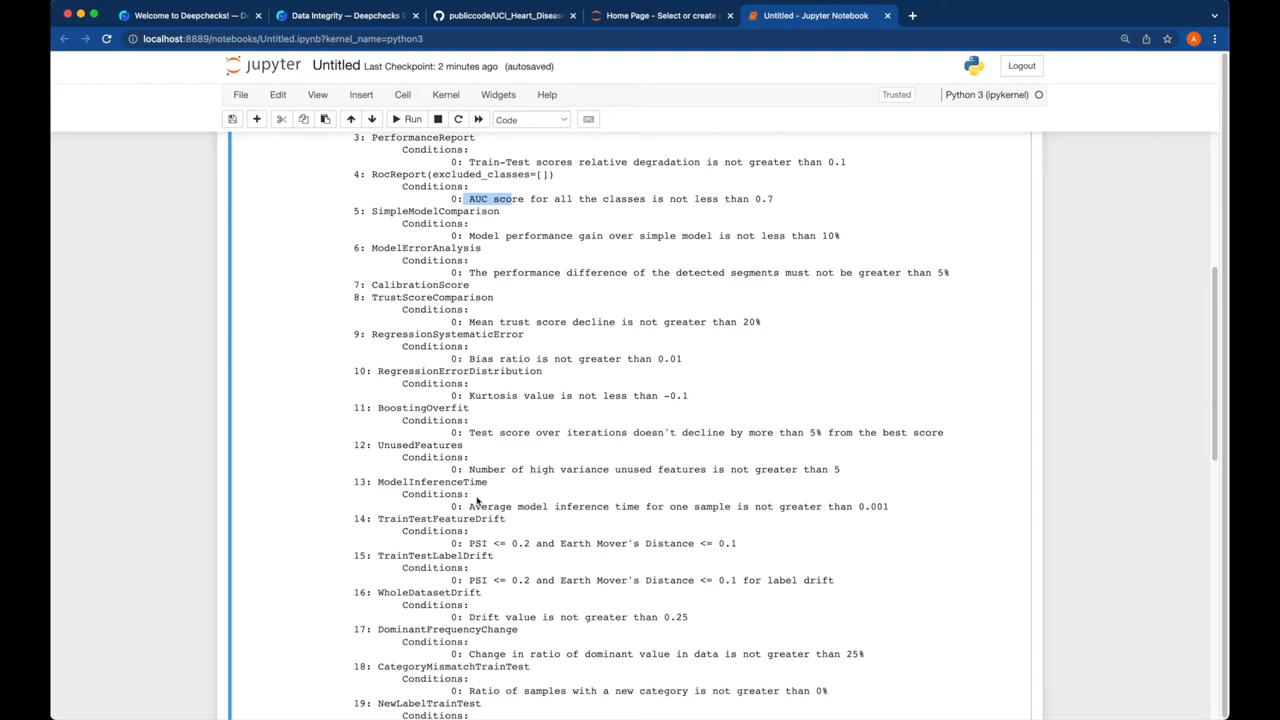 Welcome to Deepchecks! — De
Data Integrity — Deepchecks D
publiccode/UCI_Heart_Disease
Home Page - Select or create a
Untitled - Jupyter Notebook
localhost:8889/notebooks/Untitled.ipynb?kernel_name=python3
A
jupyter Untitled Last Checkpoint: 2 minutes ago (autosaved)
Logout
File Edit View Insert Cell Kernel Widgets Help
Trusted Python 3 (ipykernel)
Run Code
3: PerformanceReport
Conditions:
0: Train-Test scores relative degradation is not greater than 0.1
4: RocReport(excluded_classes=[])
Conditions:
0: AUC score for all the classes is not less than 0.7
5: SimpleModelComparison
Conditions:
0: Model performance gain over simple model is not less than 10%
6: ModelErrorAnalysis
Conditions:
0: The performance difference of the detected segments must not be greater than 5%
7: CalibrationScore
8: TrustScoreComparison
Conditions:
0: Mean trust score decline is not greater than 20%
9: RegressionSystematicError
Conditions:
0: Bias ratio is not greater than 0.01
10: RegressionErrorDistribution
Conditions:
0: Kurtosis value is not less than -0.1
11: BoostingOverfit
Conditions:
0: Test score over iterations doesn't decline by more than 5% from the best score
12: UnusedFeatures
Conditions:
0: Number of high variance unused features is not greater than 5
13: ModelInferenceTime
Conditions:
0: Average model inference time for one sample is not greater than 0.001
14: TrainTestFeatureDrift
Conditions:
0: PSI <= 0.2 and Earth Mover's Distance <= 0.1
15: TrainTestLabelDrift
Conditions:
0: PSI <= 0.2 and Earth Mover's Distance <= 0.1 for label drift
16: WholeDatasetDrift
Conditions:
0: Drift value is not greater than 0.25
17: DominantFrequencyChange
Conditions:
0: Change in ratio of dominant value in data is not greater than 25%
18: CategoryMismatchTrainTest
Conditions:
0: Ratio of samples with a new category is not greater than 0%
19: NewLabelTrainTest
Conditions: